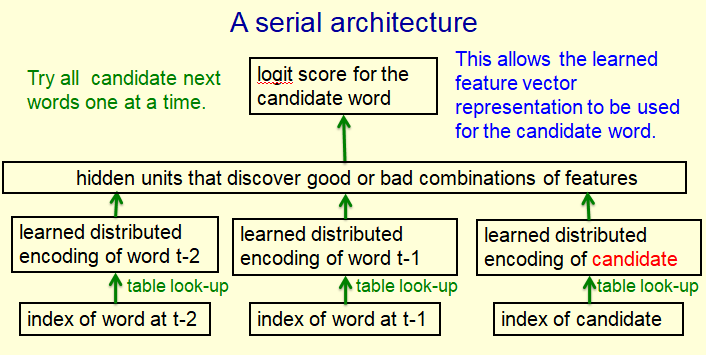 A serial architecture
Try all candidate next
words one at a time.
logit score for the
candidate word
This allows the learned
feature vector
representation to be used
for the candidate word.
hidden units that discover good or bad combinations of features
learned distributed
encoding of word t-2
learned distributed
encoding of word t-1
learned distributed
encoding of candidate
table look-up
table look-up
table look-up
index of word at t-2
index of word at t-1
index of candidate